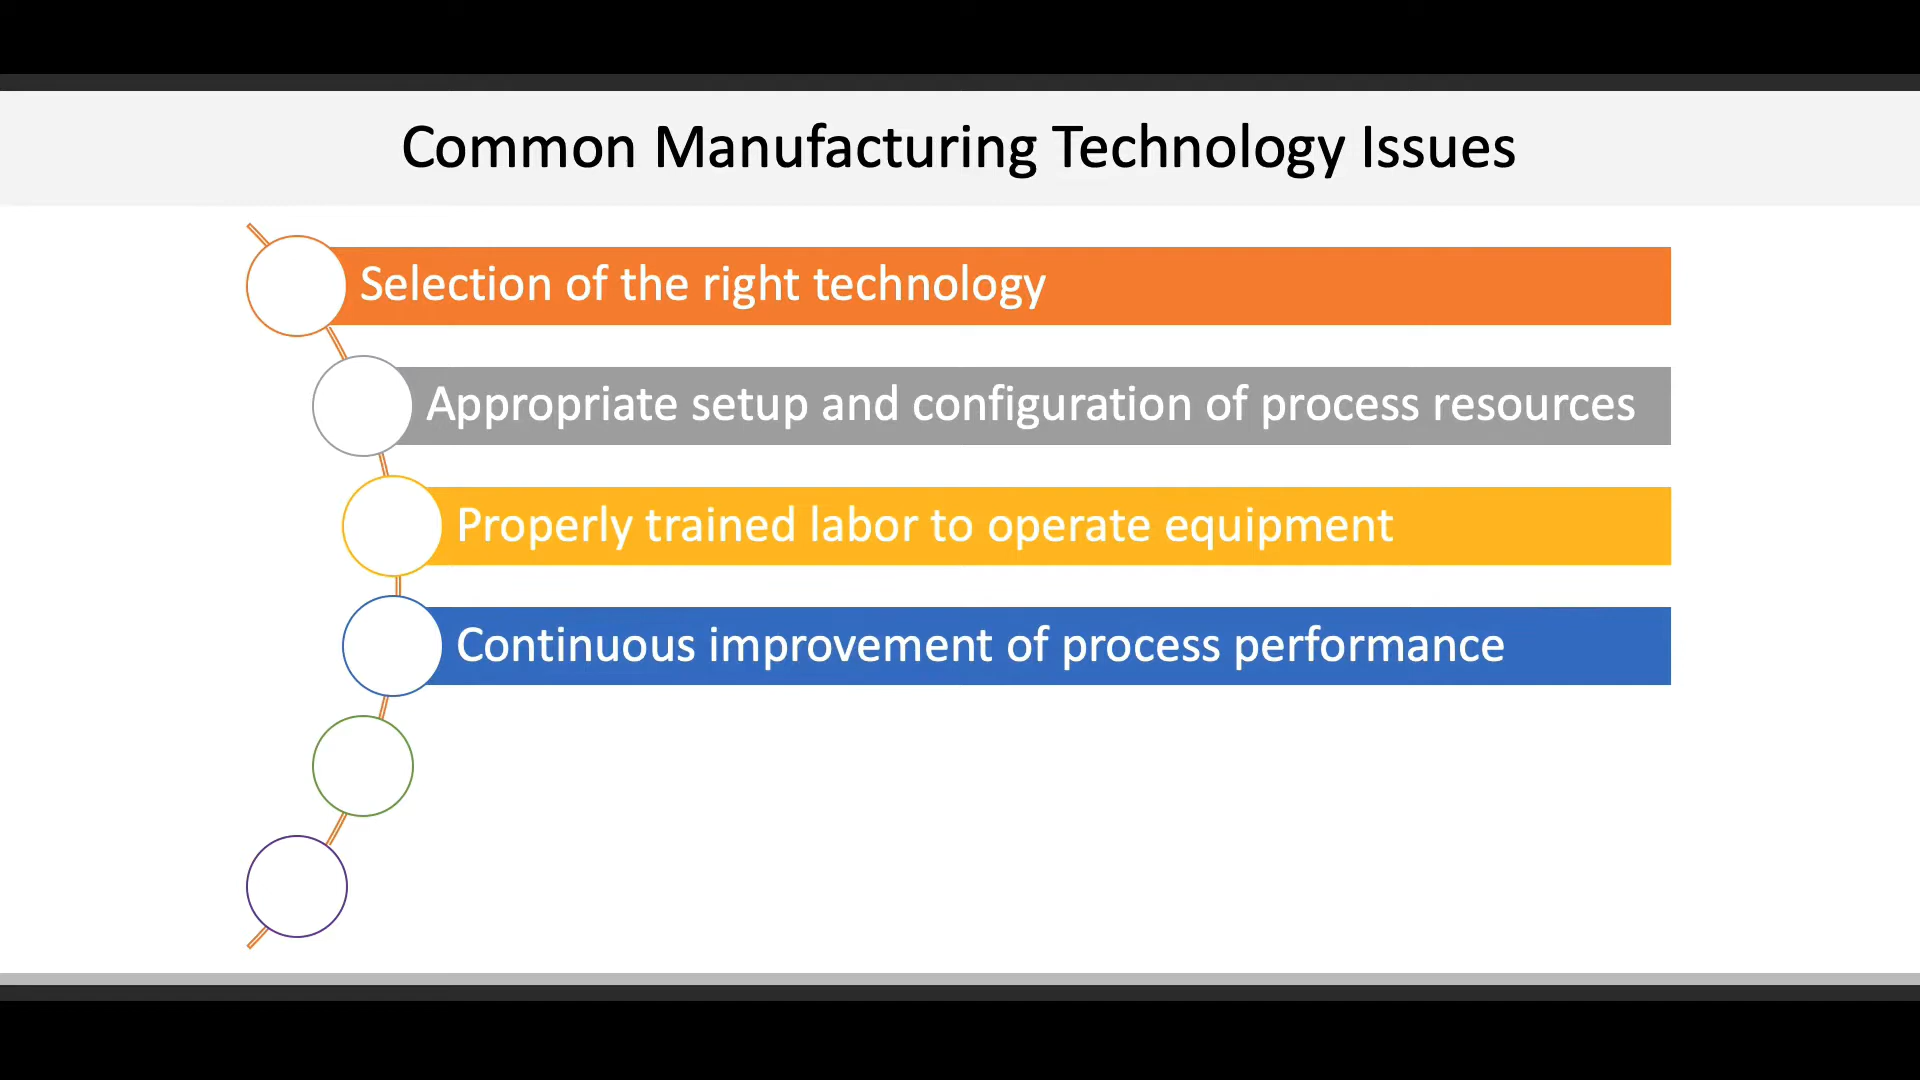 Common Manufacturing Technology Issues
Selection of the right technology
Appropriate setup and configuration of process resources
Properly trained labor to operate equipment
Continuous improvement of process performance